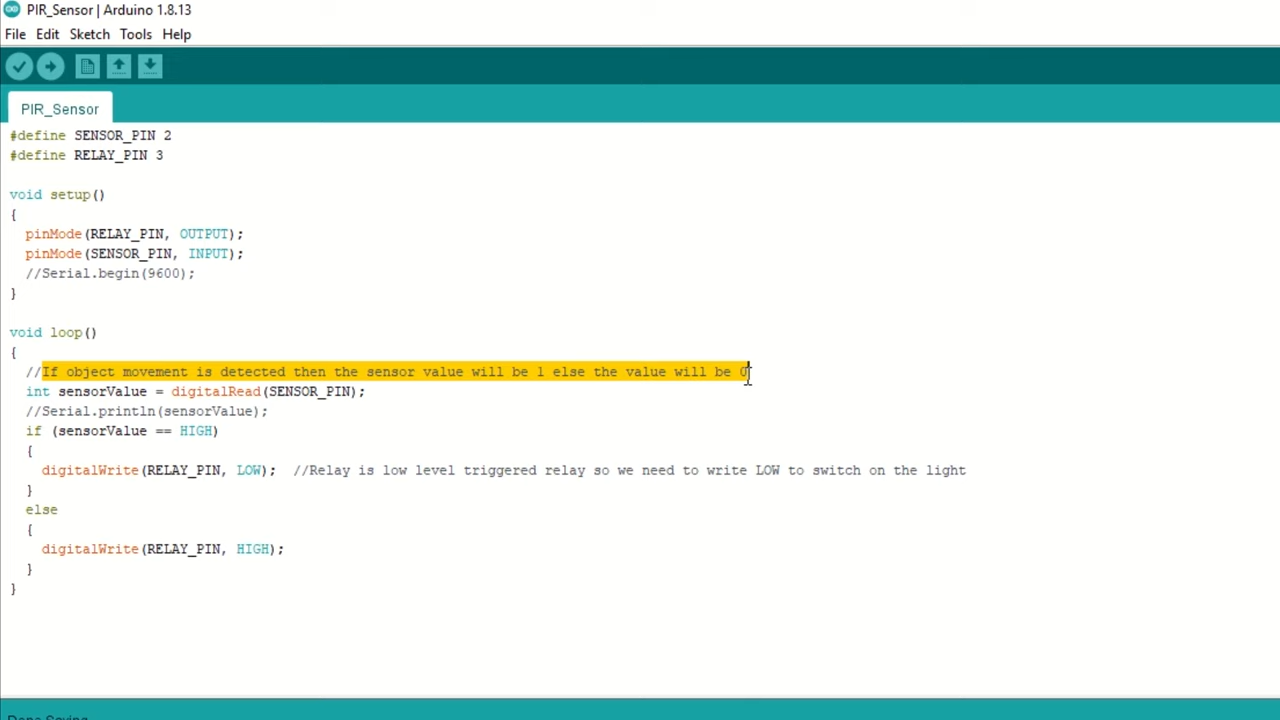 PIR_Sensor | Arduino 1.8.13
File Edit Sketch Tools Help
PIR_Sensor
#define SENSOR_PIN 2
#define RELAY_PIN 3
void setup()
{
pinMode(RELAY_PIN, OUTPUT);
pinMode(SENSOR_PIN, INPUT);
//Serial.begin(9600);
}
void loop()
{
//If object movement is detected then the sensor value will be 1 else the value will be 0
int sensorValue = digitalRead(SENSOR_PIN);
//Serial.println(sensorValue);
if (sensorValue == HIGH)
{
digitalWrite(RELAY_PIN, LOW);  //Relay is low level triggered relay so we need to write LOW to switch on the light
}
else
{
digitalWrite(RELAY_PIN, HIGH);
}
}
Done Saving